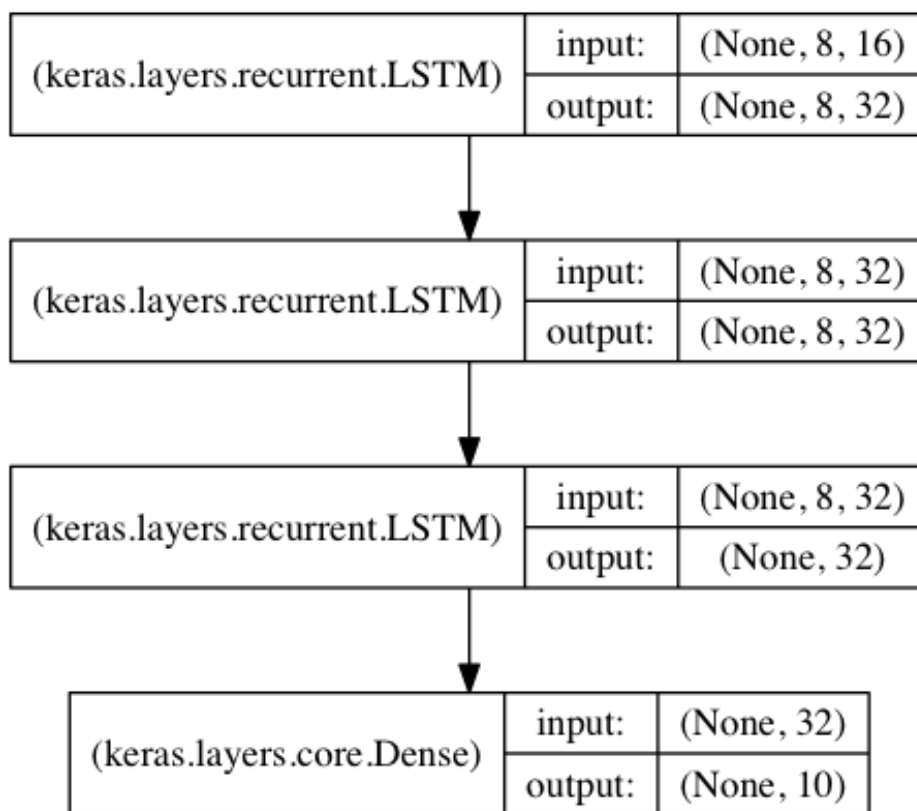 (keras.layers.recurrent.LSTM) input: (None, 8, 16)
output: (None, 8, 32)
(keras.layers.recurrent.LSTM) input: (None, 8, 32)
output: (None, 8, 32)
(keras.layers.recurrent.LSTM) input: (None, 8, 32)
output: (None, 32)
(keras.layers.core.Dense) input: (None, 32)
output: (None, 10)